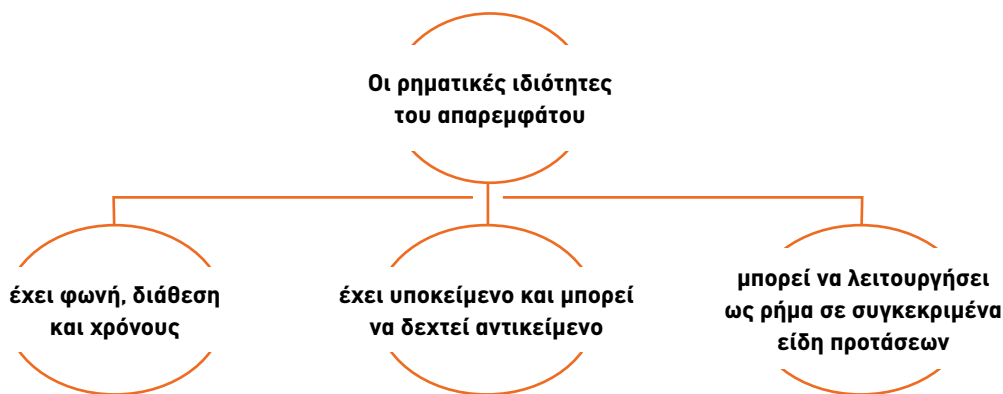 Οι ρηματικές ιδιότητες
του απαρεμφάτου
έχει φωνή, διάθεση
και χρόνους
έχει υποκείμενο και μπορεί
να δεχτεί αντικείμενο
μπορεί να λειτουργήσει
ως ρήμα σε συγκεκριμένα
είδη προτάσεων